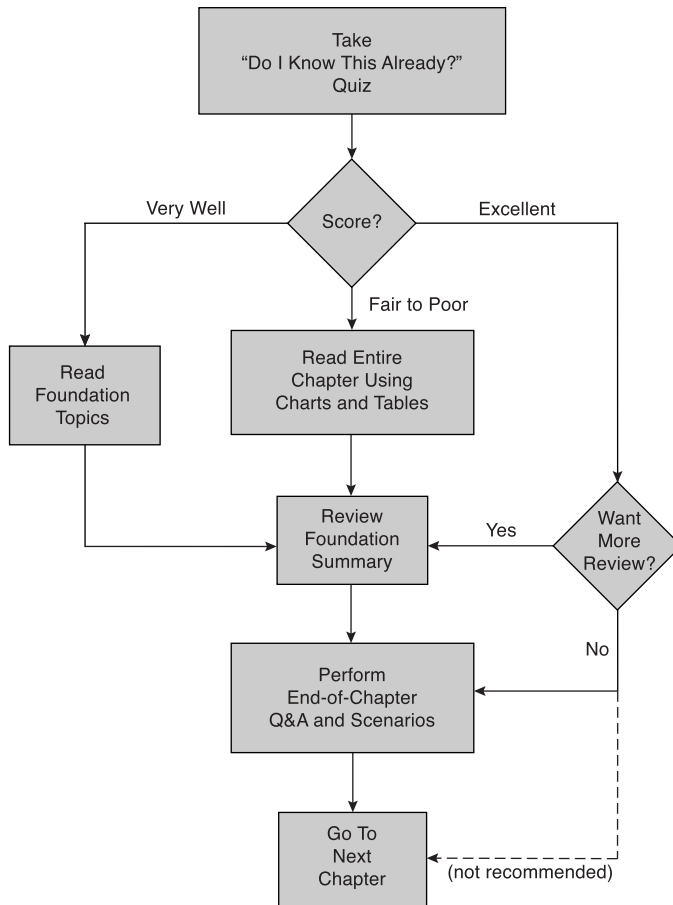 Take
“Do I Know This Already?”
Quiz
Very Well
Score?
Excellent
Fair to Poor
Read
Foundation
Topics
Read Entire
Chapter Using
Charts and Tables
Review
Foundation
Summary
Yes
Want
More
Review?
No
Perform
End-of-Chapter
Q&A and Scenarios
Go To
Next
Chapter
(not recommended)